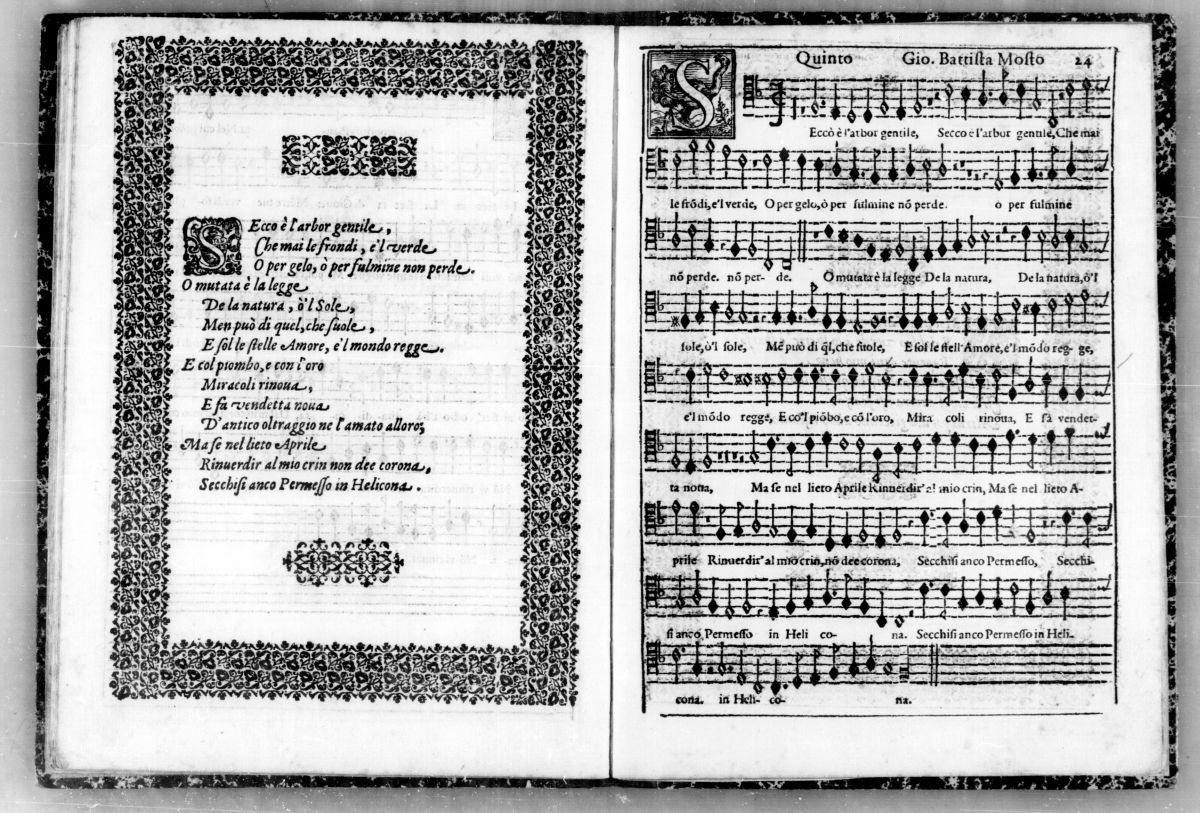 SEcco è l'arbor gentile,
Che mai le frondi, e'l verde
O per gelo, ò per fulmine non perde.
O mutata è la legge
De la natura, ò'l Sole,
Men può di quel, che suole,
E sol le stelle Amore, e'l mondo regge.
E col piombo, e con l'oro
Miracoli rinoua,
E fà vendetta noua
D'antico oltraggio ne l'amato alloro;
Ma se nel lieto Aprile
Rinuerdir al mio crin non dee corona,
Secchisi anco Permesso in Helicona.
Quinto Gio. Battista Mosto 24
SEccò è l'arbor gentile, Secco è l'arbor gentile, Che mai
le frõdi, e'l verde, O per gelo, ò per fulmine nõ perde. ò per fulmine
nõ perde. nõ per- de. O mutata è la legge De la natura, De la natura, ò'l
sole, ò'l sole, Mẽ può di q̃l, che suole, E sol le stell' Amore, e'l mõdo reg- ge,
e'l mõdo regge, E co'l piõbo, e cõ l'oro, Mira coli rinoua, E fà vendet-
ta noua, Ma se nel lieto Aprile Rinuerdir' al mio crin, Ma se nel lieto A-
prile Rinuerdir' al mio crin, nõ dee corona, Secchisi anco Permesso, Secchi-
si anco Permesso in Heli co- na. Secchisi anco Permesso in Heli-
cona. in Heli- co- na.